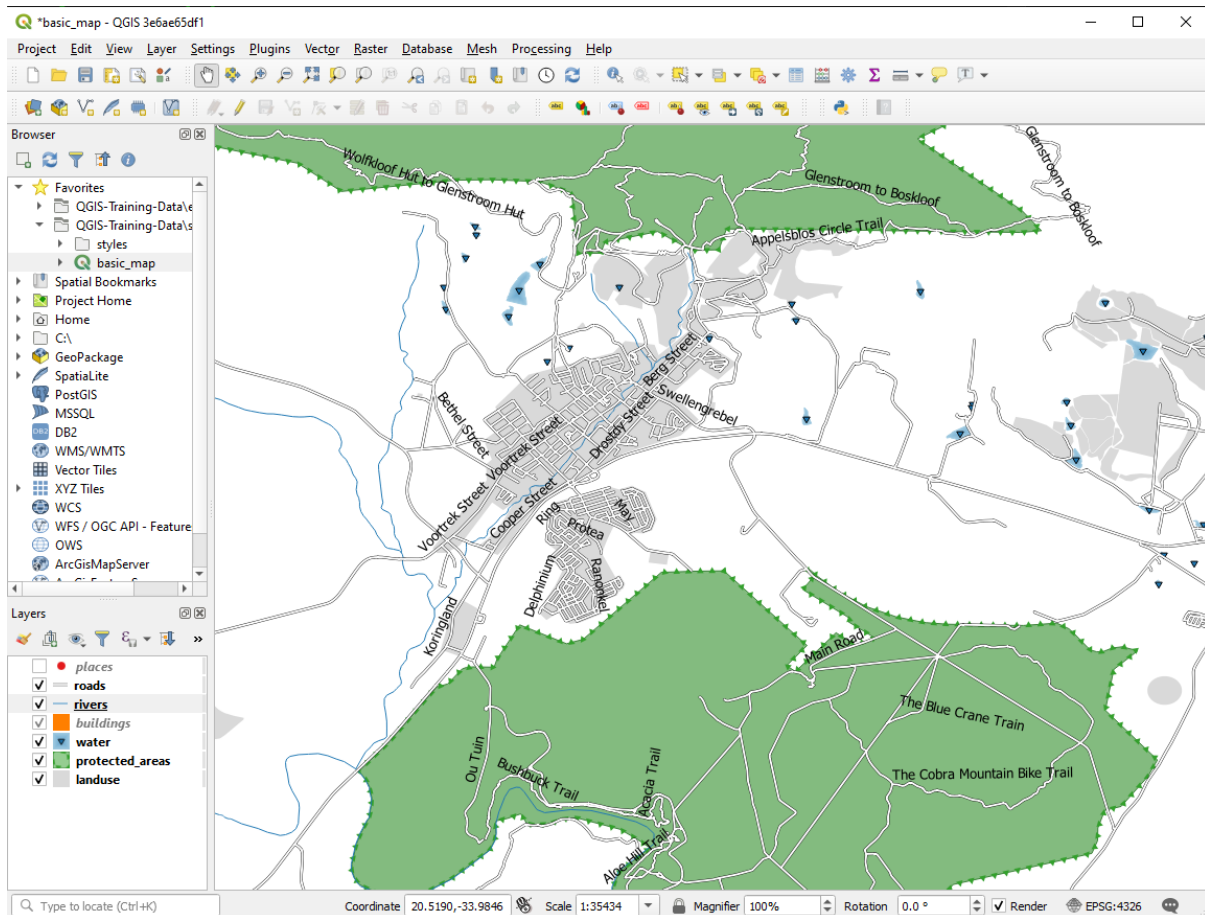 *basic_map - QGIS 3e6ae65df1
Project Edit View Layer Settings Plugins Vector Raster Database Mesh Processing Help
Browser
Favorites
QGIS-Training-Data\e
QGIS-Training-Data\s
styles
basic_map
Spatial Bookmarks
Project Home
Home
C:\
GeoPackage
SpatiaLite
PostGIS
MSSQL
DB2
WMS/WMTS
Vector Tiles
XYZ Tiles
WCS
WFS / OGC API - Feature
OWS
ArcGisMapServer
Layers
places
roads
rivers
buildings
water
protected_areas
landuse
Wolfkloof Hut to Glenstroom Hut
Glenstroom to Boskloof
Glenstroom to Boskloof
Appelsblos Circle Trail
Berg Street
Swellengrebel
Bethel Street
Drostdy Street
Voortrek Street
Voortrek Street
Cooper Street
Ring
May
Protea
Delphinium
Ranonkel
Koringland
Main Road
The Blue Crane Train
Ou Tuin
Bushbuck Trail
Acacia Trail
The Cobra Mountain Bike Trail
Aloe Hill Trail
Type to locate (Ctrl+K)
Coordinate 20.5190,-33.9846 Scale 1:35434 Magnifier 100% Rotation 0.0 ° Render EPSG:4326